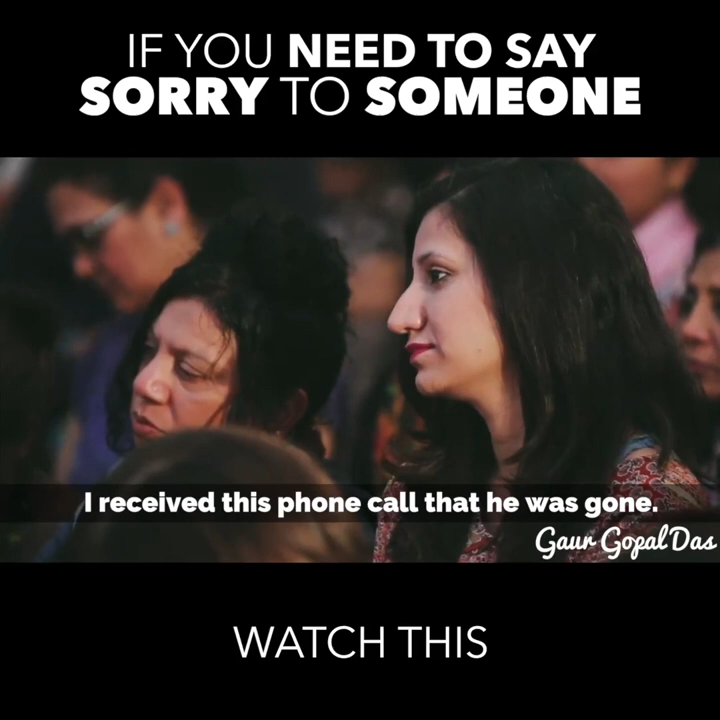 IF YOU NEED TO SAY
SORRY TO SOMEONE
I received this phone call that he was gone.
Gaur Gopal Das
WATCH THIS